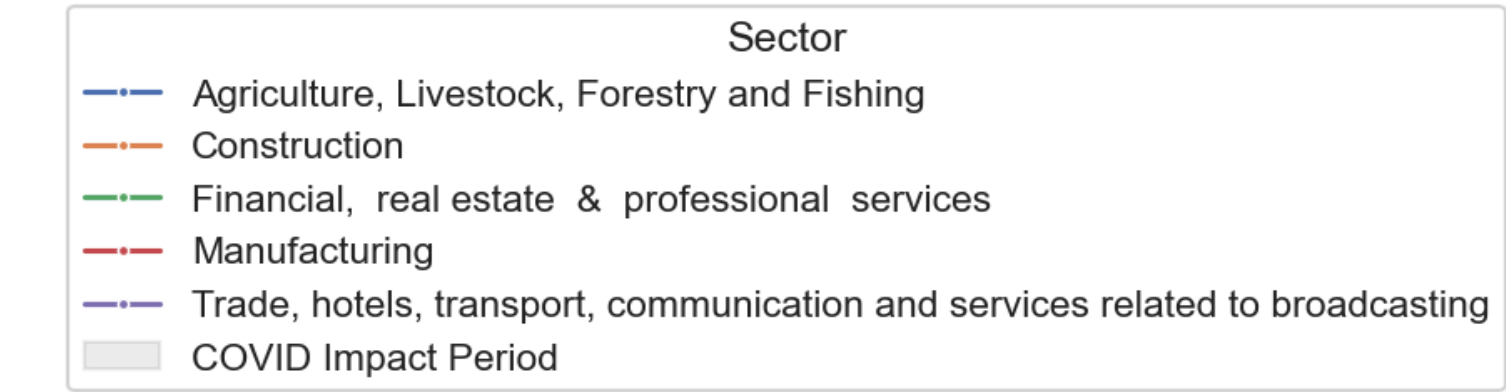 Sector
Agriculture, Livestock, Forestry and Fishing
Construction
Financial, real estate & professional services
Manufacturing
Trade, hotels, transport, communication and services related to broadcasting
COVID Impact Period